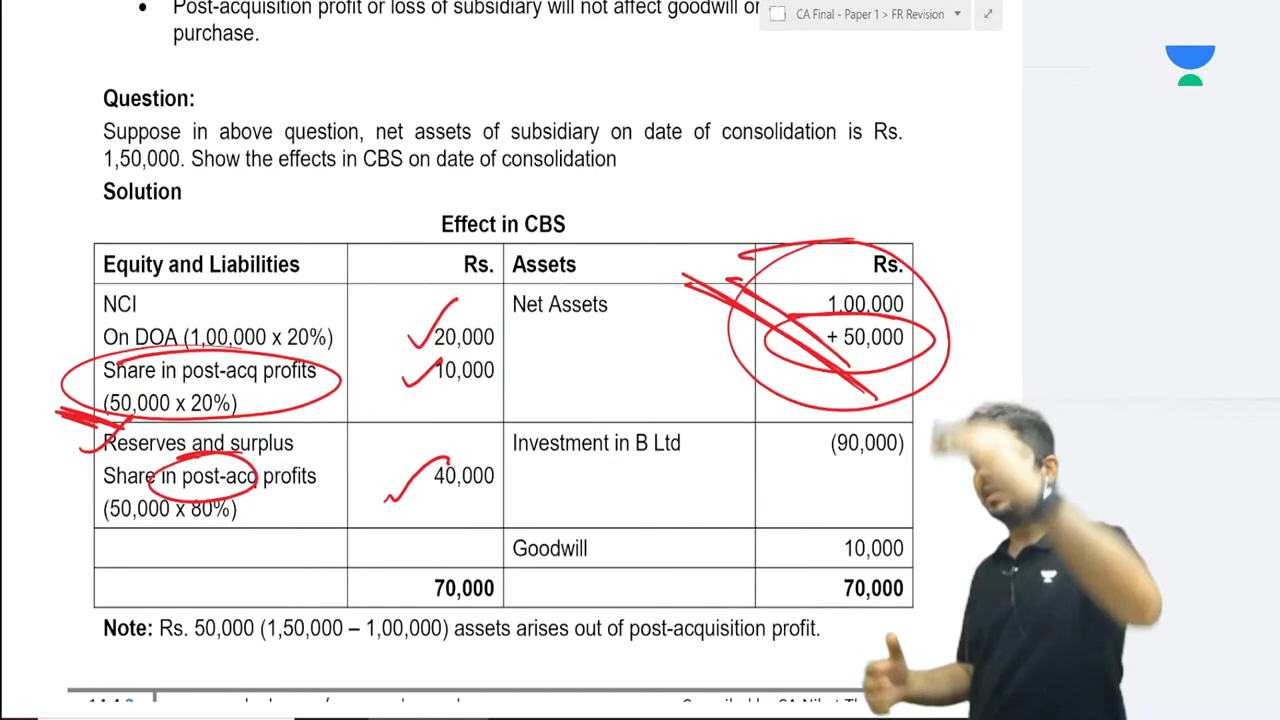 • Post-acquisition profit or loss of subsidiary will not affect goodwill or
purchase.
CA Final - Paper 1 > FR Revision
Question:
Suppose in above question, net assets of subsidiary on date of consolidation is Rs.
1,50,000. Show the effects in CBS on date of consolidation
Solution
Effect in CBS
Equity and Liabilities Rs. Assets Rs.
NCI Net Assets 1,00,000
On DOA (1,00,000 x 20%) 20,000 + 50,000
Share in post-acq profits 10,000
(50,000 x 20%)
Reserves and surplus Investment in B Ltd (90,000)
Share in post-acq profits 40,000
(50,000 x 80%)
Goodwill 10,000
70,000 70,000
Note: Rs. 50,000 (1,50,000 – 1,00,000) assets arises out of post-acquisition profit.